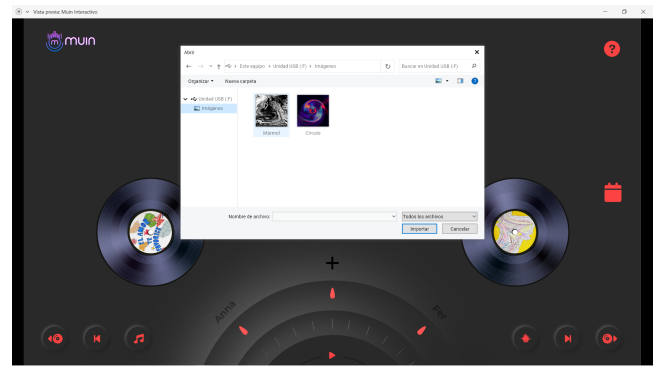 Vista previa: Muin Interactivo
muin
?
Abrir
Este equipo › Unidad USB (F) › Imágenes
Buscar en Unidad USB (F)
Organizar
Nueva carpeta
?
Unidad USB (F)
Imágenes
Mármol
Círculo
Nombre de archivo:
Todos los archivos
Importar
Cancelar
Anna
Fer